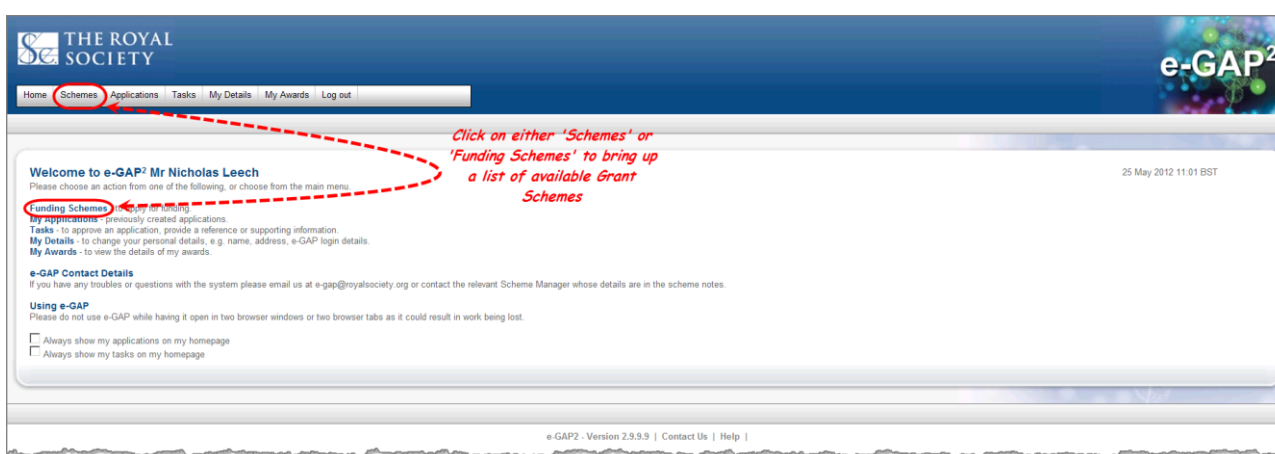 THE ROYAL
SOCIETY
e-GAP2
Home Schemes Applications Tasks My Details My Awards Log out
Click on either 'Schemes' or
'Funding Schemes' to bring up
a list of available Grant
Schemes
Welcome to e-GAP² Mr Nicholas Leech
25 May 2012 11:01 BST
Please choose an action from one of the following, or choose from the main menu.
Funding Schemes - to apply for funding.
My Applications - previously created applications.
Tasks - to approve an application, provide a reference or supporting information.
My Details - to change your personal details, e.g. name, address, e-GAP login details.
My Awards - to view the details of my awards.
e-GAP Contact Details
If you have any troubles or questions with the system please email us at e-gap@royalsociety.org or contact the relevant Scheme Manager whose details are in the scheme notes.
Using e-GAP
Please do not use e-GAP while having it open in two browser windows or two browser tabs as it could result in work being lost.
Always show my applications on my homepage
Always show my tasks on my homepage
e-GAP2 - Version 2.9.9.9 | Contact Us | Help |